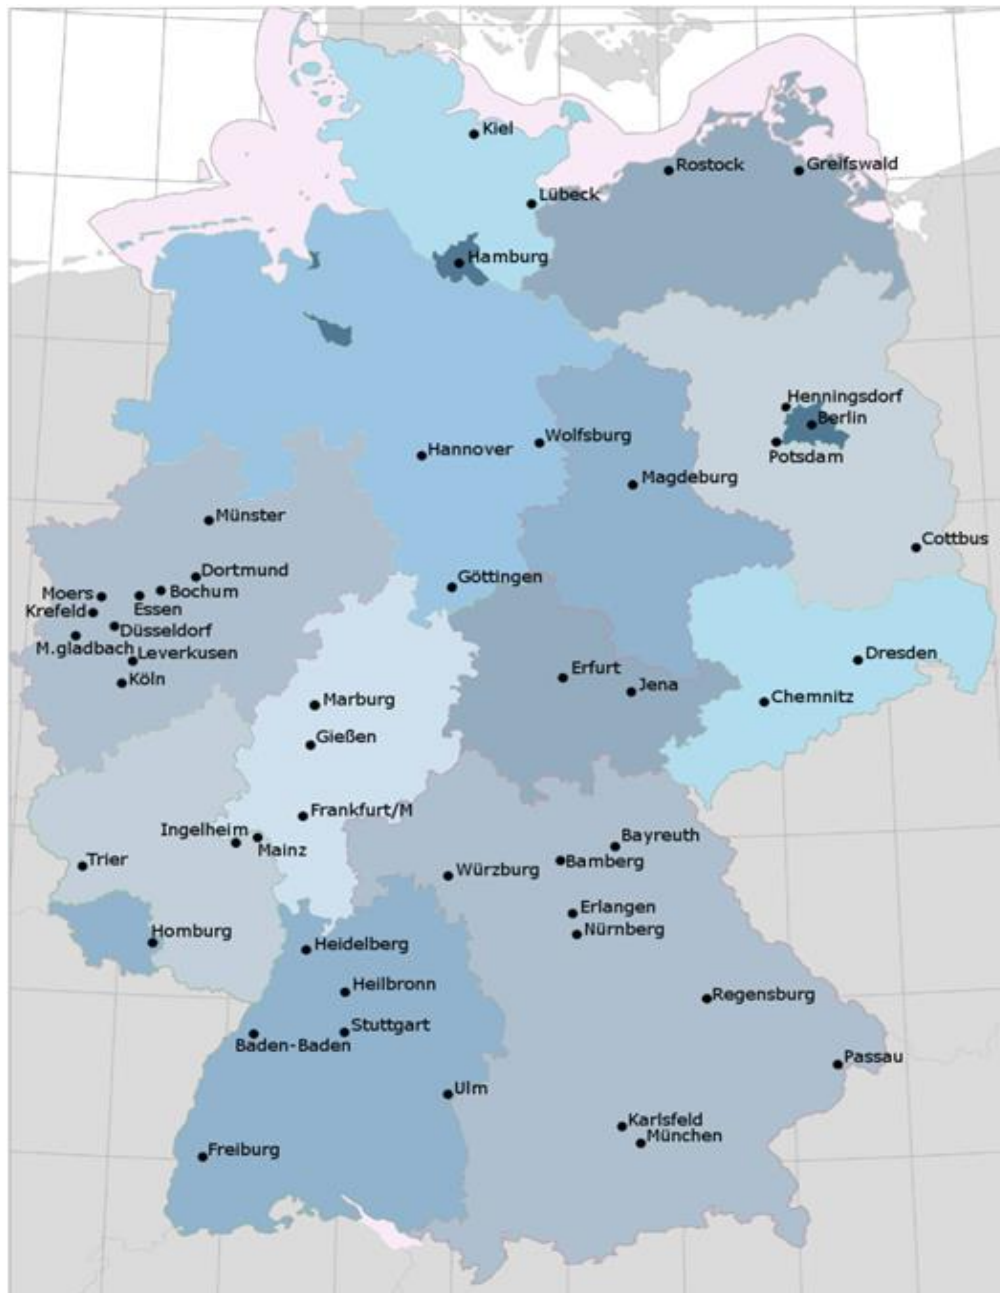 Kiel
Rostock
Greifswald
Lübeck
Hamburg
Henningsdorf
Berlin
Potsdam
Wolfsburg
Hannover
Magdeburg
Münster
Cottbus
Dortmund
Göttingen
Moers
Bochum
Essen
Krefeld
Düsseldorf
M.gladbach
Leverkusen
Köln
Dresden
Erfurt
Jena
Chemnitz
Marburg
Gießen
Frankfurt/M
Ingelheim
Mainz
Trier
Bayreuth
Bamberg
Würzburg
Erlangen
Nürnberg
Homburg
Heidelberg
Heilbronn
Regensburg
Stuttgart
Baden-Baden
Passau
Ulm
Karlsfeld
München
Freiburg